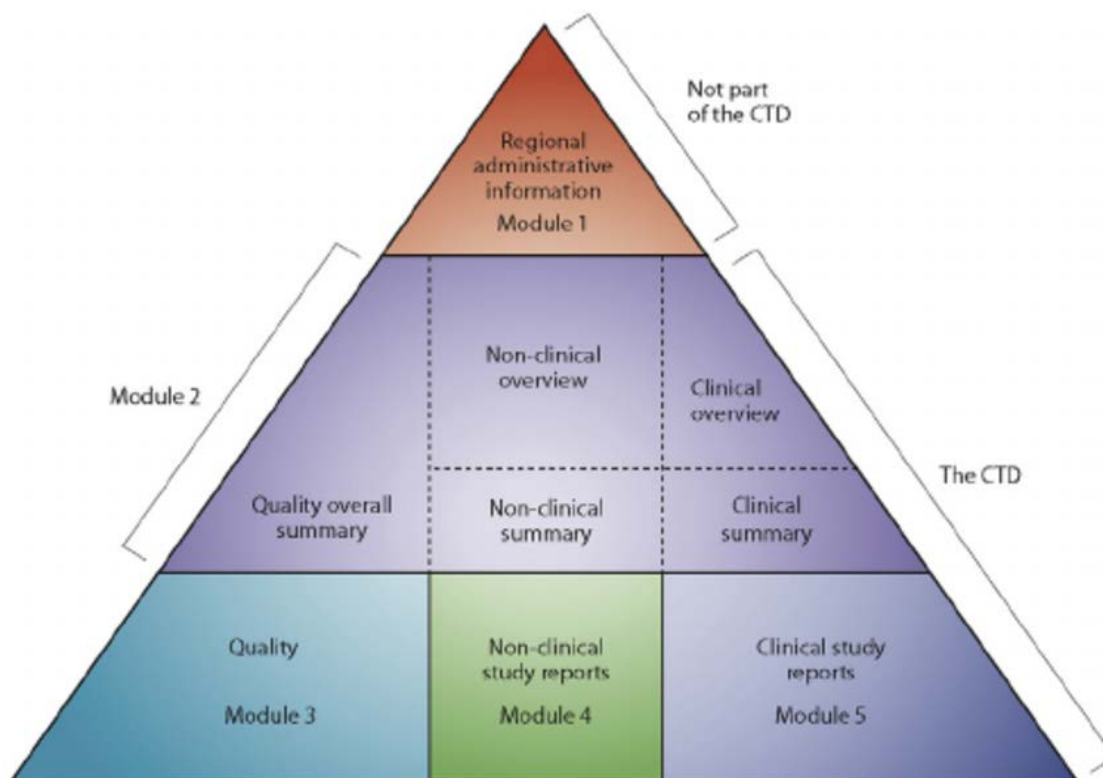 Not part
of the CTD
Regional
administrative
information
Module 1
Module 2
Non-clinical
overview
Clinical
overview
The CTD
Quality overall
summary
Non-clinical
summary
Clinical
summary
Quality
Module 3
Non-clinical
study reports
Module 4
Clinical study
reports
Module 5